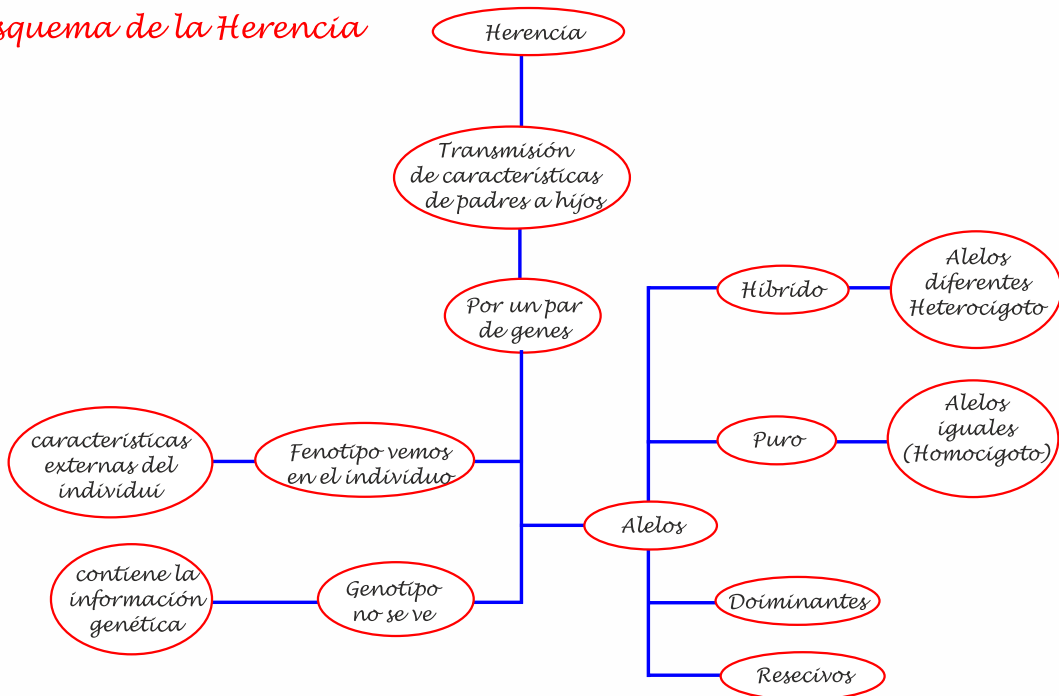 squema de la Herencia
Herencia
Transmisión
de características
de padres a hijos
Por un par
de genes
Híbrido
Alelos
diferentes
Heterocigoto
Puro
Alelos
iguales
(Homocigoto)
características
externas del
individui
Fenotipo vemos
en el individuo
Alelos
contiene la
información
genética
Genotipo
no se ve
Doiminantes
Resecivos